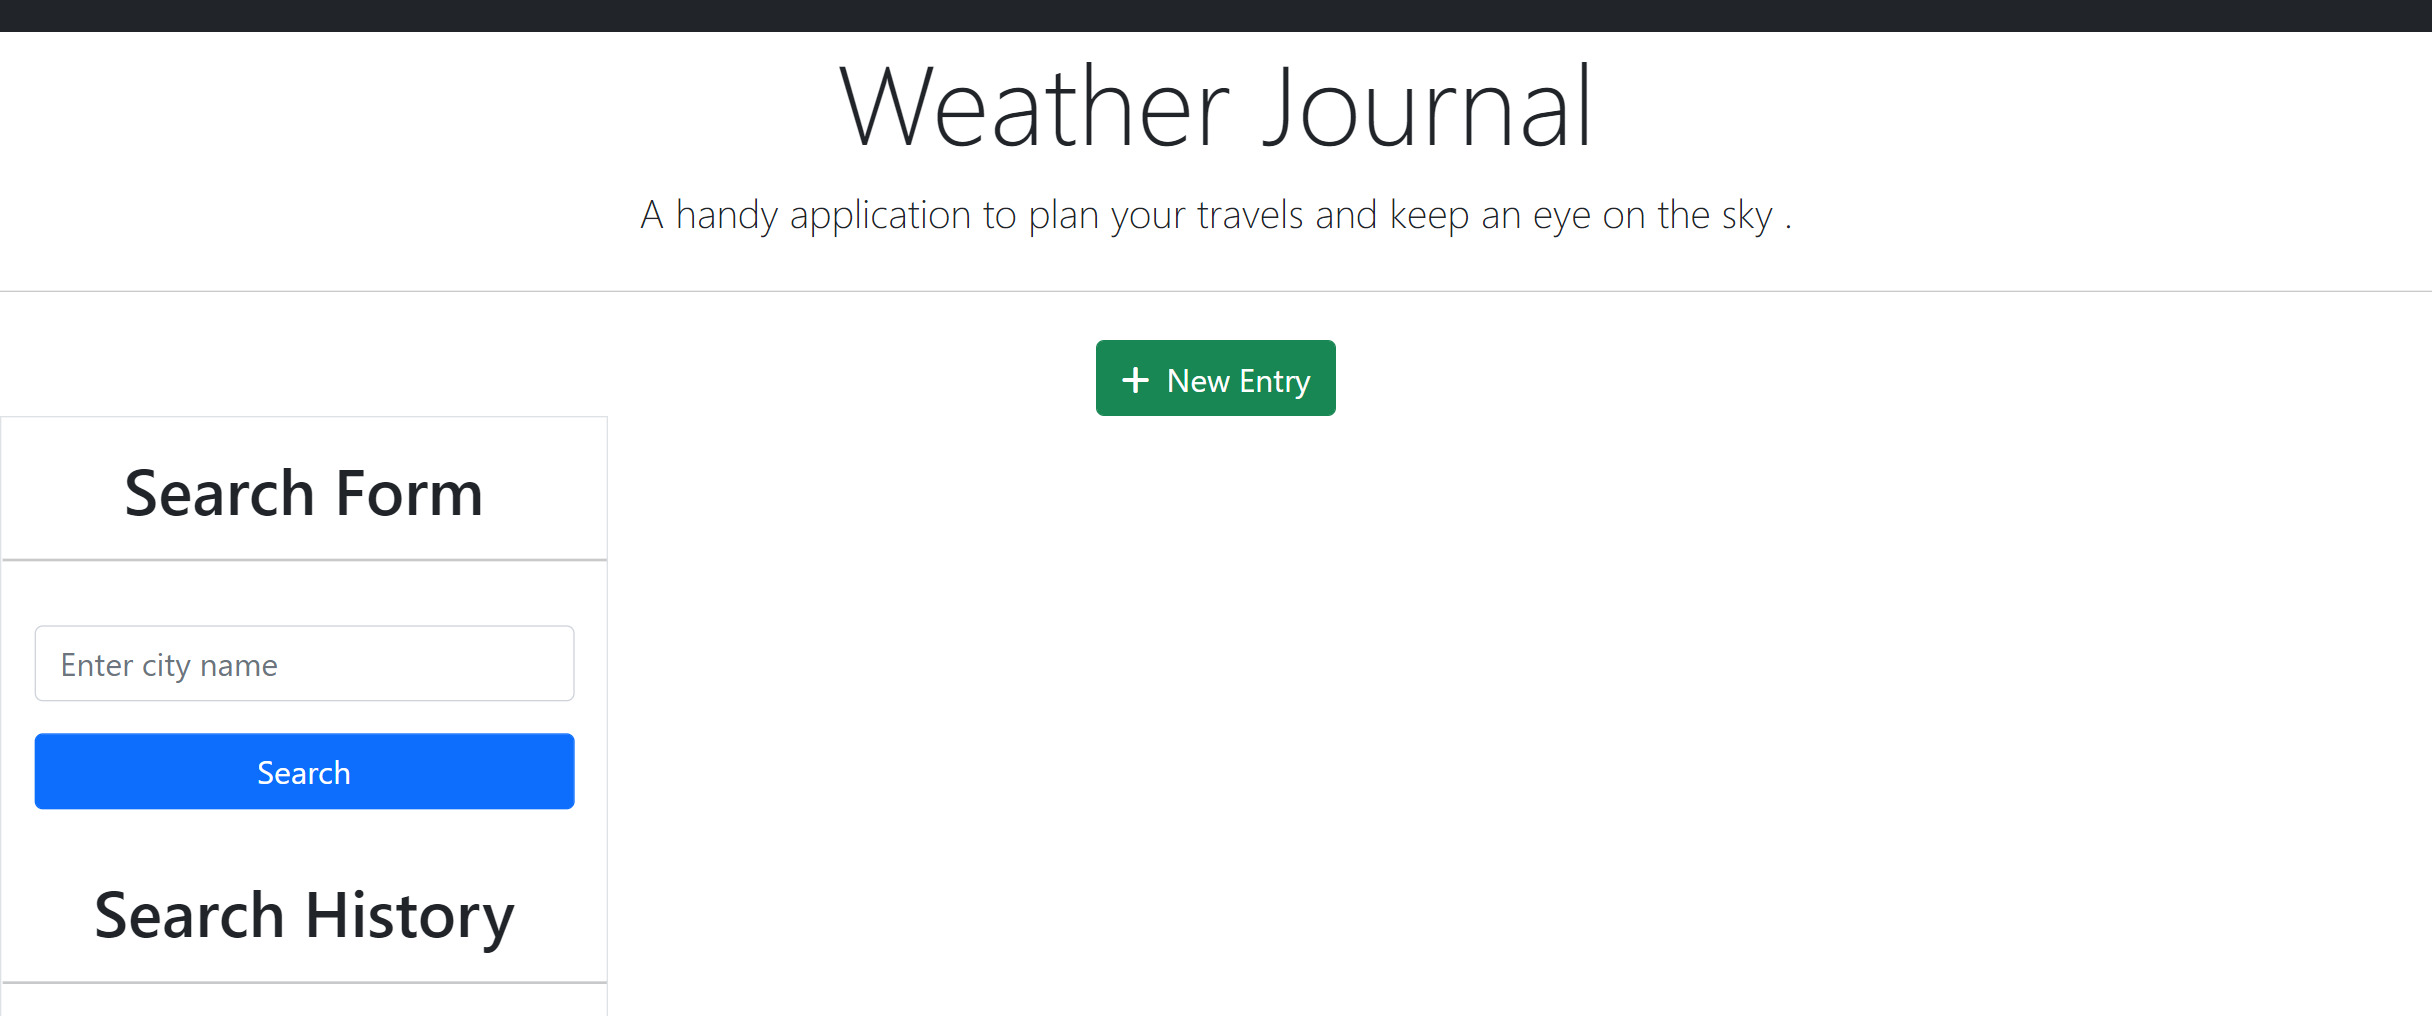 Weather Journal
A handy application to plan your travels and keep an eye on the sky .
+ New Entry
Search Form
Enter city name
Search
Search History